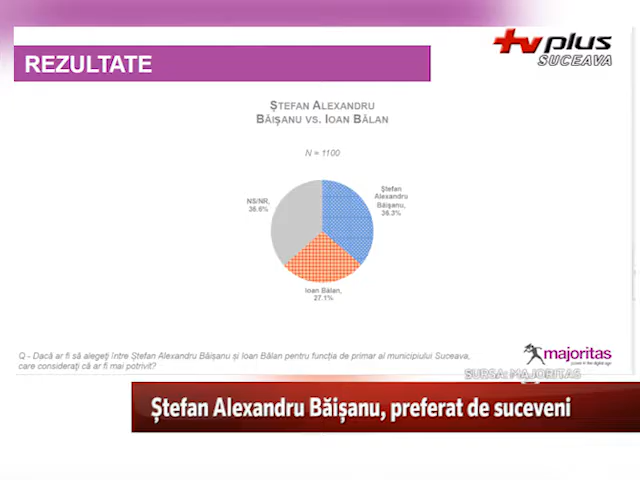 tvplus
SUCEAVA
REZULTATE
ȘTEFAN ALEXANDRU
BĂIȘANU VS. IOAN BĂLAN
N = 1100
NS/NR,
36.6%
Ștefan
Alexandru
Băișanu,
36.3%
Ioan Bălan,
27.1%
Q - Dacă ar fi să alegeți între Ștefan Alexandru Băișanu și Ioan Bălan pentru funcția de primar al municipiului Suceava,
care considerați că ar fi mai potrivit?
majoritas
SURSA: MAJORITAS
Ștefan Alexandru Băișanu, preferat de suceveni